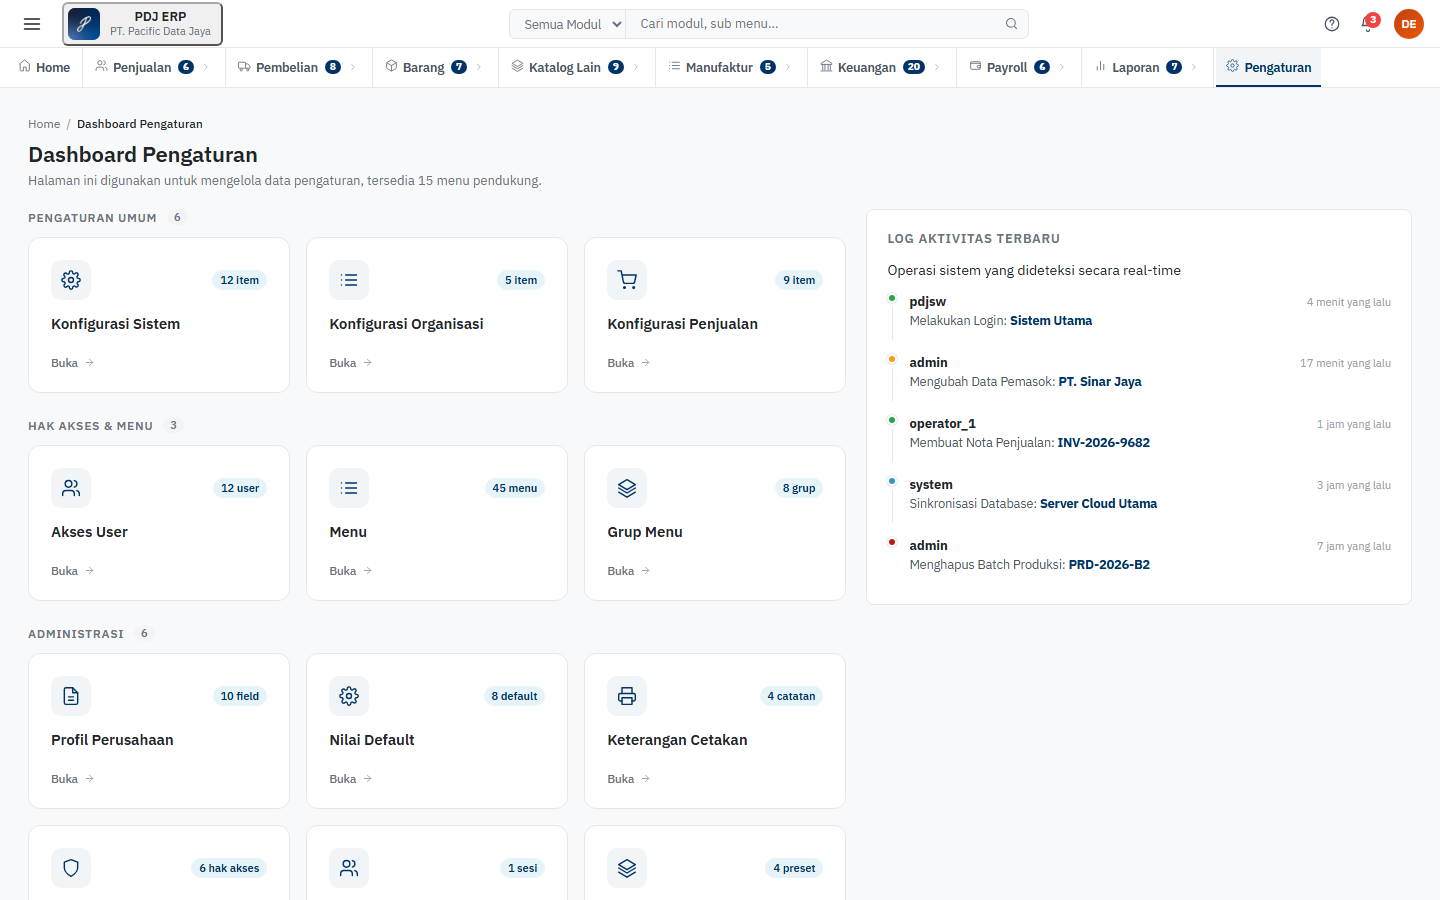 PDJ ERP
PT. Pacific Data Jaya
Semua Modul
Cari modul, sub menu...
3
DE
Home
Penjualan 6
Pembelian 8
Barang 7
Katalog Lain 9
Manufaktur 5
Keuangan 20
Payroll 6
Laporan 7
Pengaturan
Home / Dashboard Pengaturan
Dashboard Pengaturan
Halaman ini digunakan untuk mengelola data pengaturan, tersedia 15 menu pendukung.
PENGATURAN UMUM 6
12 item
Konfigurasi Sistem
Buka
5 item
Konfigurasi Organisasi
Buka
9 item
Konfigurasi Penjualan
Buka
HAK AKSES & MENU 3
12 user
Akses User
Buka
45 menu
Menu
Buka
8 grup
Grup Menu
Buka
ADMINISTRASI 6
10 field
Profil Perusahaan
Buka
8 default
Nilai Default
Buka
4 catatan
Keterangan Cetakan
Buka
6 hak akses
1 sesi
4 preset
LOG AKTIVITAS TERBARU
Operasi sistem yang dideteksi secara real-time
pdjsw 4 menit yang lalu
Melakukan Login: Sistem Utama
admin 17 menit yang lalu
Mengubah Data Pemasok: PT. Sinar Jaya
operator_1 1 jam yang lalu
Membuat Nota Penjualan: INV-2026-9682
system 3 jam yang lalu
Sinkronisasi Database: Server Cloud Utama
admin 7 jam yang lalu
Menghapus Batch Produksi: PRD-2026-B2